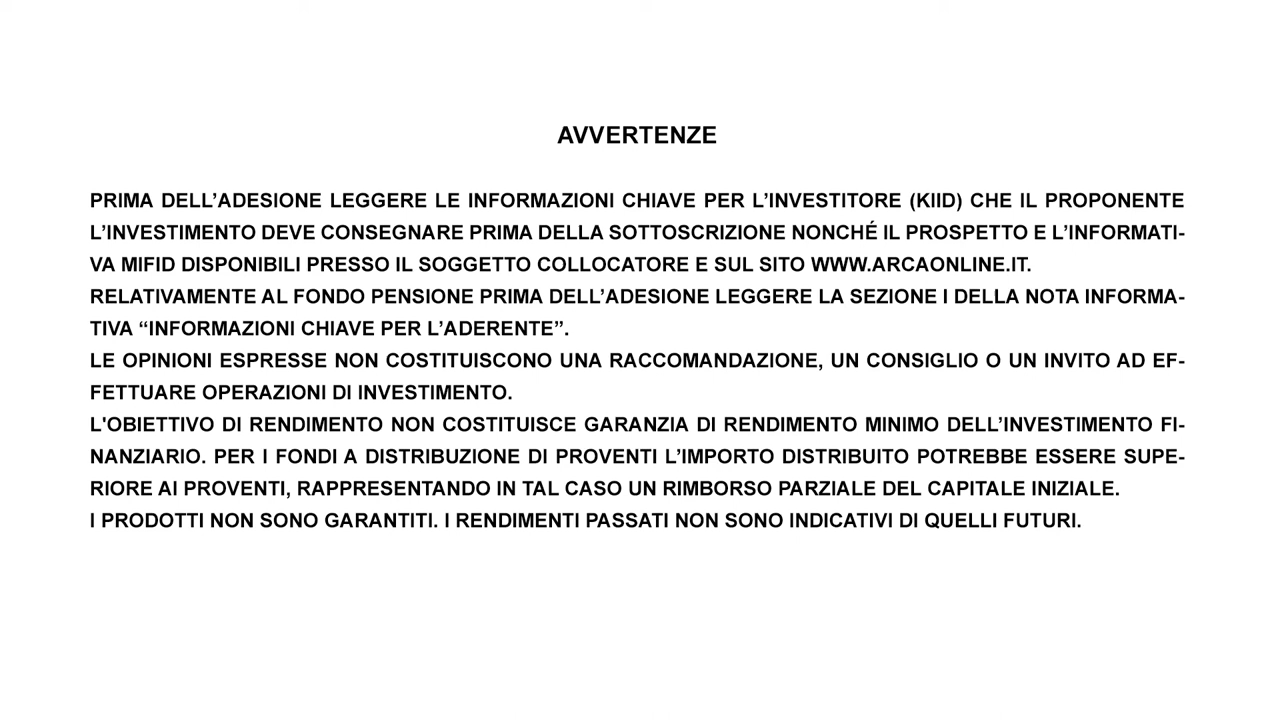 AVVERTENZE
PRIMA DELL’ADESIONE LEGGERE LE INFORMAZIONI CHIAVE PER L’INVESTITORE (KIID) CHE IL PROPONENTE
L’INVESTIMENTO DEVE CONSEGNARE PRIMA DELLA SOTTOSCRIZIONE NONCHÉ IL PROSPETTO E L’INFORMATI-
VA MIFID DISPONIBILI PRESSO IL SOGGETTO COLLOCATORE E SUL SITO WWW.ARCAONLINE.IT.
RELATIVAMENTE AL FONDO PENSIONE PRIMA DELL’ADESIONE LEGGERE LA SEZIONE I DELLA NOTA INFORMA-
TIVA “INFORMAZIONI CHIAVE PER L’ADERENTE”.
LE OPINIONI ESPRESSE NON COSTITUISCONO UNA RACCOMANDAZIONE, UN CONSIGLIO O UN INVITO AD EF-
FETTUARE OPERAZIONI DI INVESTIMENTO.
L'OBIETTIVO DI RENDIMENTO NON COSTITUISCE GARANZIA DI RENDIMENTO MINIMO DELL’INVESTIMENTO FI-
NANZIARIO. PER I FONDI A DISTRIBUZIONE DI PROVENTI L’IMPORTO DISTRIBUITO POTREBBE ESSERE SUPE-
RIORE AI PROVENTI, RAPPRESENTANDO IN TAL CASO UN RIMBORSO PARZIALE DEL CAPITALE INIZIALE.
I PRODOTTI NON SONO GARANTITI. I RENDIMENTI PASSATI NON SONO INDICATIVI DI QUELLI FUTURI.